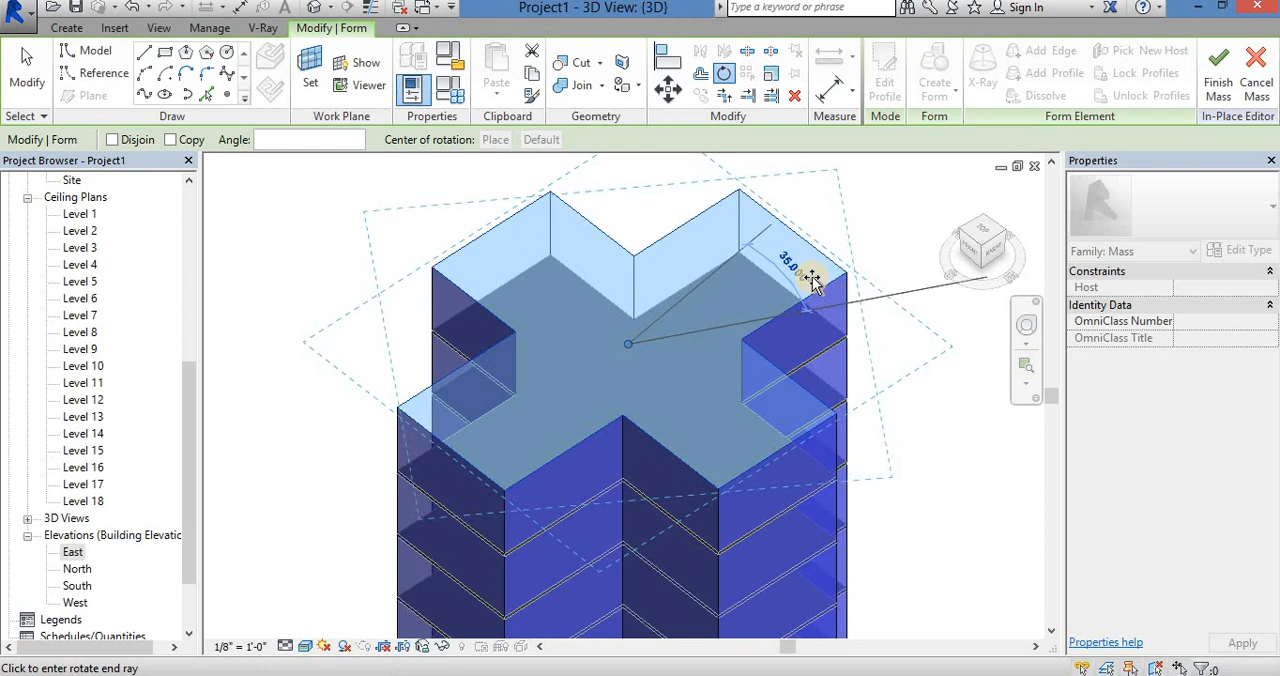 Project1 - 3D View: {3D}
Type a keyword or phrase
Sign In
Create Insert View Manage V-Ray Modify | Form
Modify
Model
Reference
Plane
Set
Show
Viewer
Paste
Cut
Join
Edit
Profile
Create
Form
X-Ray
Add Edge
Add Profile
Dissolve
Pick New Host
Lock Profiles
Unlock Profiles
Finish
Mass
Cancel
Mass
Select Draw Work Plane Properties Clipboard Geometry Modify Measure Mode Form Form Element In-Place Editor
Modify | Form Disjoin Copy Angle: Center of rotation: Place Default
Project Browser - Project1
Site
Ceiling Plans
Level 1
Level 2
Level 3
Level 4
Level 5
Level 6
Level 7
Level 8
Level 9
Level 10
Level 11
Level 12
Level 13
Level 14
Level 15
Level 16
Level 17
Level 18
3D Views
Elevations (Building Elevatic
East
North
South
West
Legends
Schedules/Quantities
TOP
FRONT
RIGHT
Properties
Family: Mass
Edit Type
Constraints
Host
Identity Data
OmniClass Number
OmniClass Title
Properties help
Apply
1/8" = 1'-0"
Click to enter rotate end ray
:0